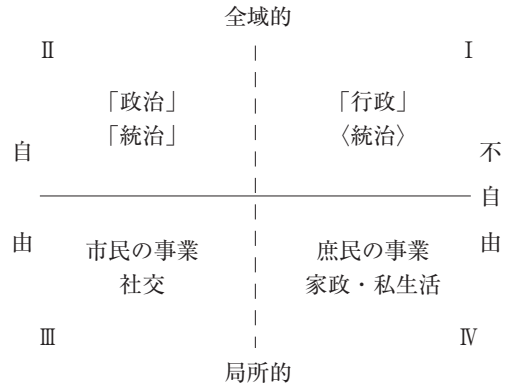 全域的
Ⅱ
Ⅰ
「政治」
「統治」
「行政」
〈統治〉
自由
不自由
市民の事業
社交
庶民の事業
家政・私生活
Ⅲ
Ⅳ
局所的